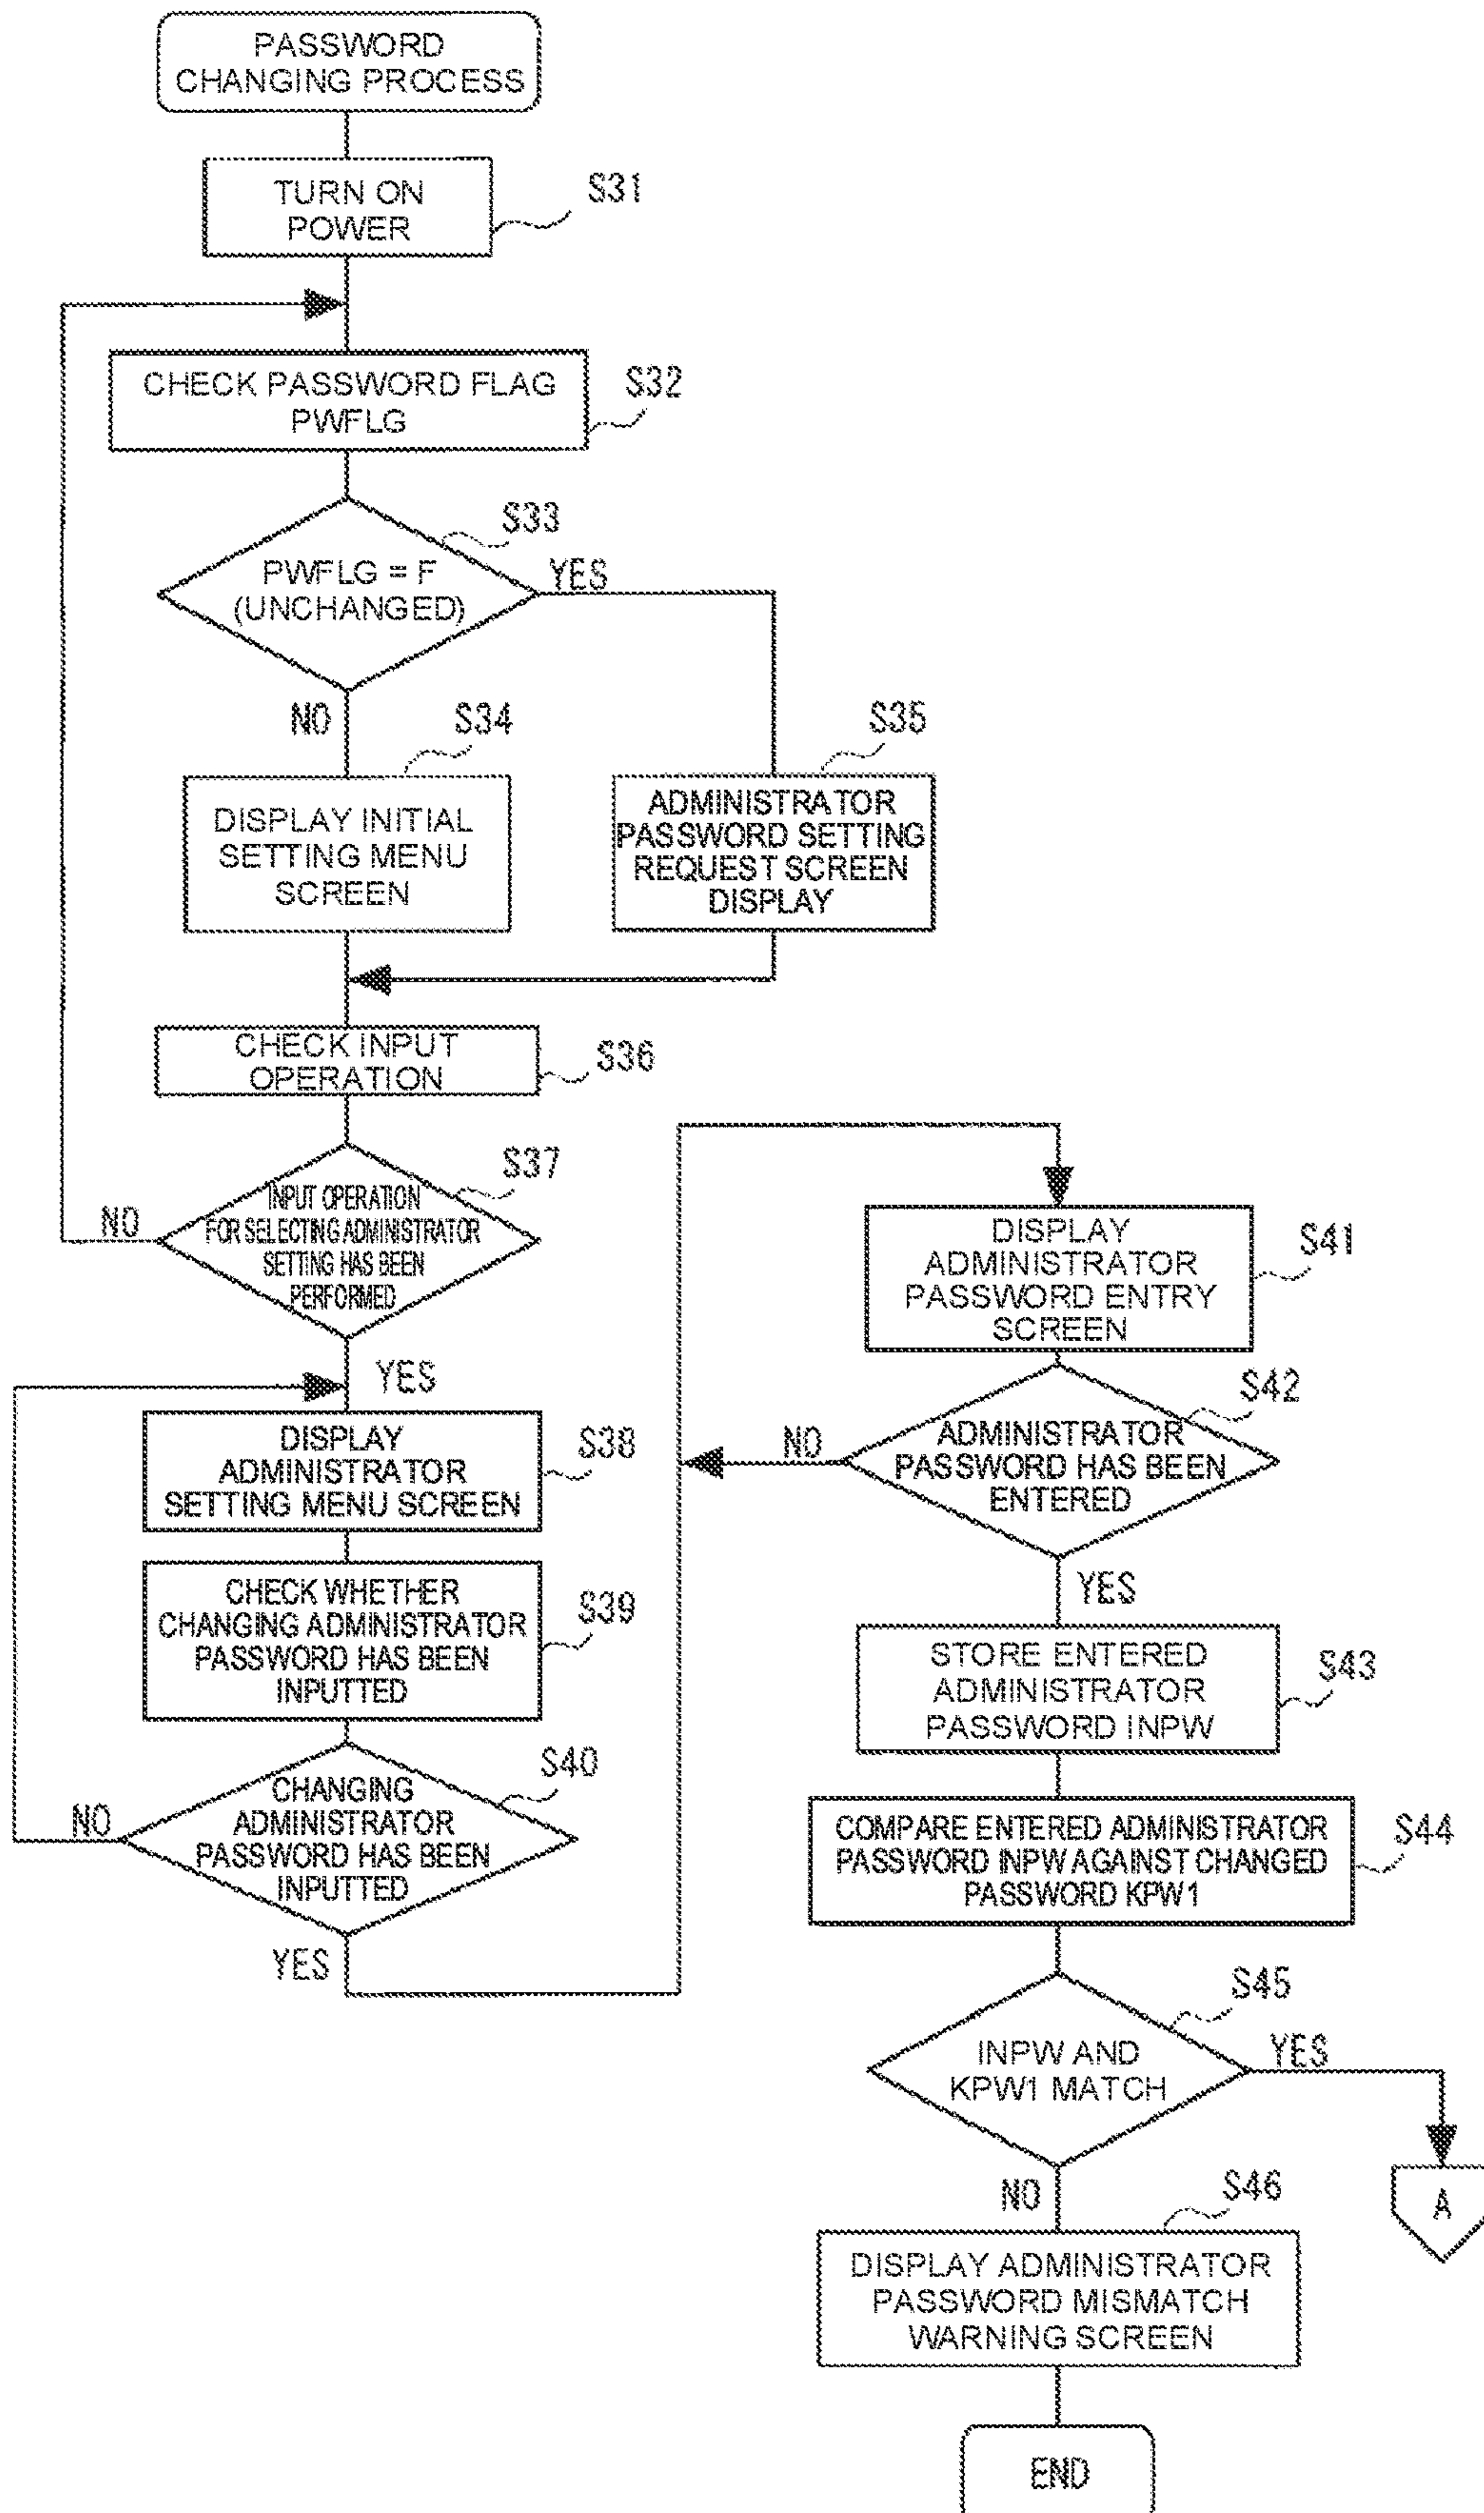 PASSWORD
CHANGING PROCESS
TURN ON
POWER
S31
CHECK PASSWORD FLAG
PWFLG
S32
S33
PWFLG = F
(UNCHANGED)
YES
NO
S34
DISPLAY INITIAL
SETTING MENU
SCREEN
S35
ADMINISTRATOR
PASSWORD SETTING
REQUEST SCREEN
DISPLAY
CHECK INPUT
OPERATION
S36
S37
INPUT OPERATION
FOR SELECTING ADMINISTRATOR
SETTING HAS BEEN
PERFORMED
NO
YES
DISPLAY
ADMINISTRATOR
SETTING MENU SCREEN
S38
CHECK WHETHER
CHANGING ADMINISTRATOR
PASSWORD HAS BEEN
INPUTTED
S39
S40
CHANGING
ADMINISTRATOR
PASSWORD HAS BEEN
INPUTTED
NO
YES
DISPLAY
ADMINISTRATOR
PASSWORD ENTRY
SCREEN
S41
S42
ADMINISTRATOR
PASSWORD HAS BEEN
ENTERED
NO
YES
STORE ENTERED
ADMINISTRATOR
PASSWORD INPW
S43
COMPARE ENTERED ADMINISTRATOR
PASSWORD INPW AGAINST CHANGED
PASSWORD KPW1
S44
S45
INPW AND
KPW1 MATCH
YES
NO
A
S46
DISPLAY ADMINISTRATOR
PASSWORD MISMATCH
WARNING SCREEN
END